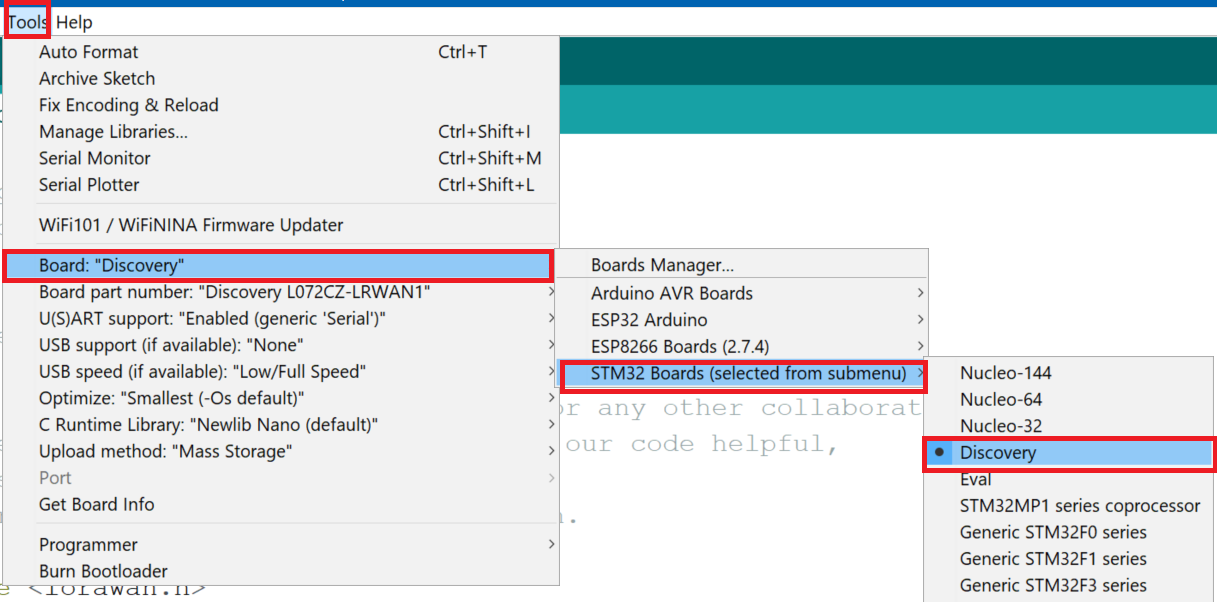 Tools Help
Auto Format Ctrl+T
Archive Sketch
Fix Encoding & Reload
Manage Libraries... Ctrl+Shift+I
Serial Monitor Ctrl+Shift+M
Serial Plotter Ctrl+Shift+L
WiFi101 / WiFiNINA Firmware Updater
Board: "Discovery"
Board part number: "Discovery L072CZ-LRWAN1"
U(S)ART support: "Enabled (generic 'Serial')"
USB support (if available): "None"
USB speed (if available): "Low/Full Speed"
Optimize: "Smallest (-Os default)"
C Runtime Library: "Newlib Nano (default)"
Upload method: "Mass Storage"
Port
Get Board Info
Programmer
Burn Bootloader
Boards Manager...
Arduino AVR Boards
ESP32 Arduino
ESP8266 Boards (2.7.4)
STM32 Boards (selected from submenu)
Nucleo-144
Nucleo-64
Nucleo-32
Discovery
Eval
STM32MP1 series coprocessor
Generic STM32F0 series
Generic STM32F1 series
Generic STM32F3 series
or any other collaborat
our code helpful,
<lorawan.h>